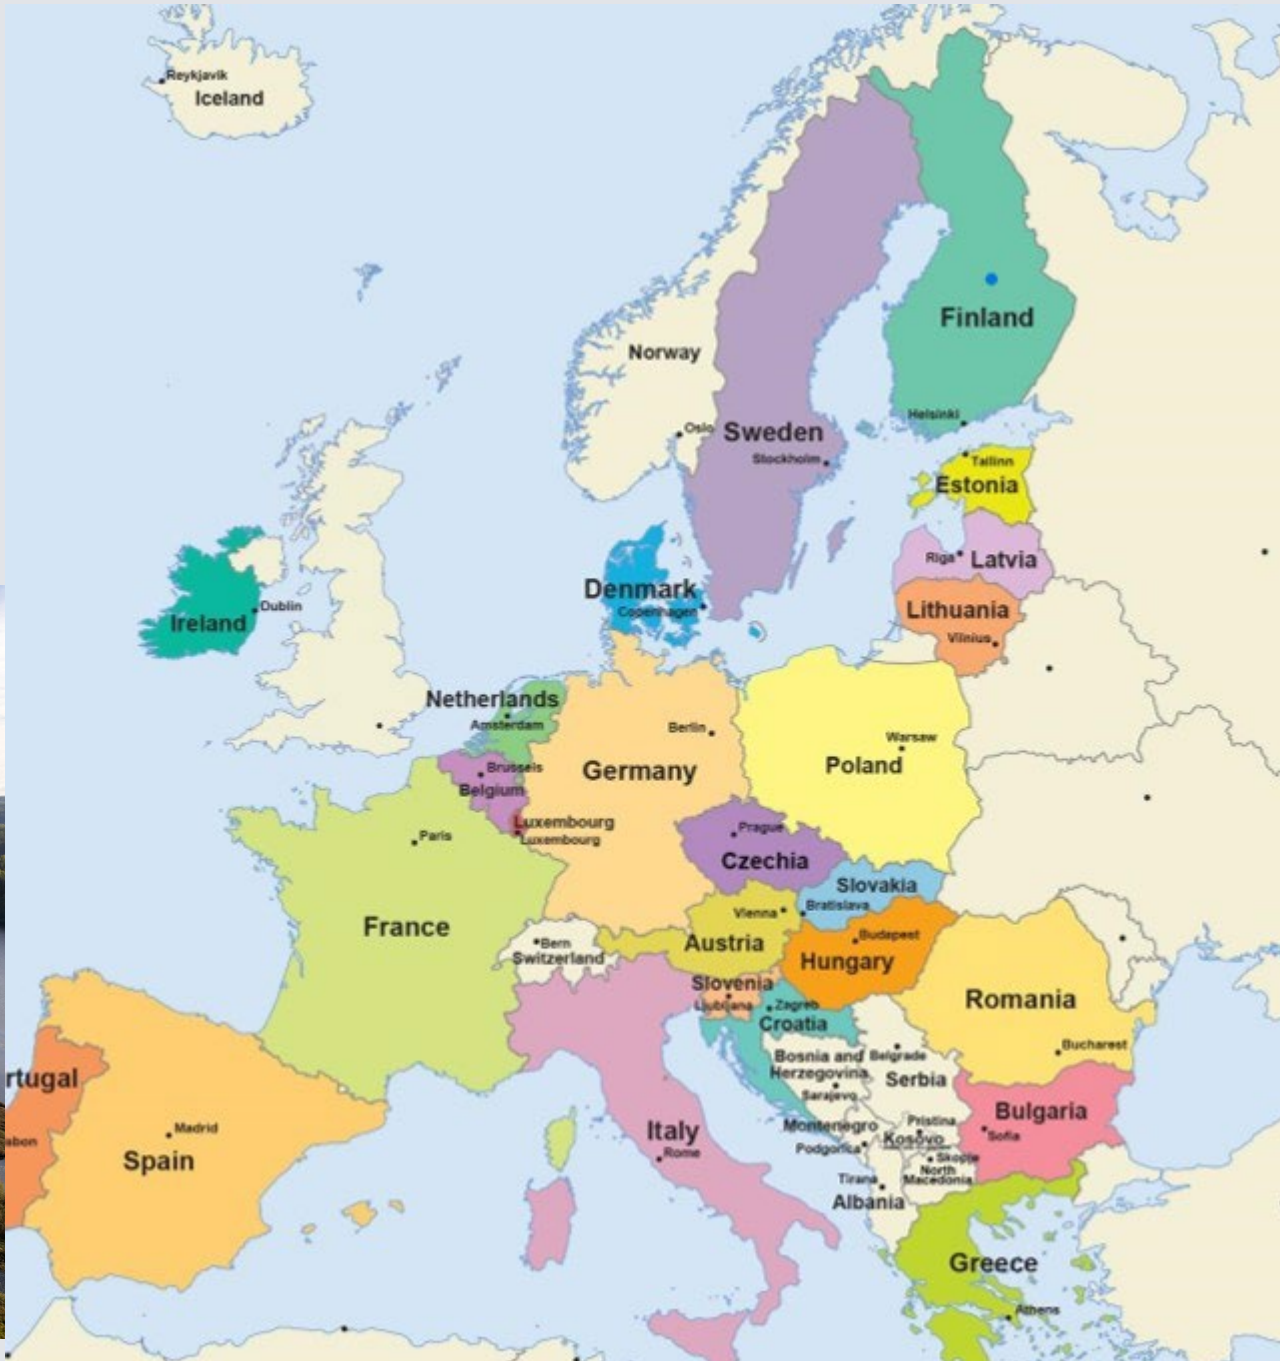 Reykjavik
Iceland
Finland
Norway
Helsinki
Oslo
Sweden
Stockholm
Tallinn
Estonia
Riga
Latvia
Denmark
Copenhagen
Lithuania
Vilnius
Dublin
Ireland
Netherlands
Amsterdam
Berlin
Warsaw
Poland
Germany
Brussels
Belgium
Luxembourg
Luxembourg
Paris
Prague
Czechia
Slovakia
Bratislava
Vienna
France
Austria
Budapest
Hungary
Bern
Switzerland
Slovenia
Ljubljana
Zagreb
Croatia
Romania
Bucharest
Bosnia and
Herzegovina
Sarajevo
Belgrade
Serbia
rtugal
Bulgaria
Sofia
Montenegro
Podgorica
Pristina
Kosovo
Italy
Rome
Madrid
Spain
abon
Skopje
North
Macedonia
Tirana
Albania
Greece
Athens